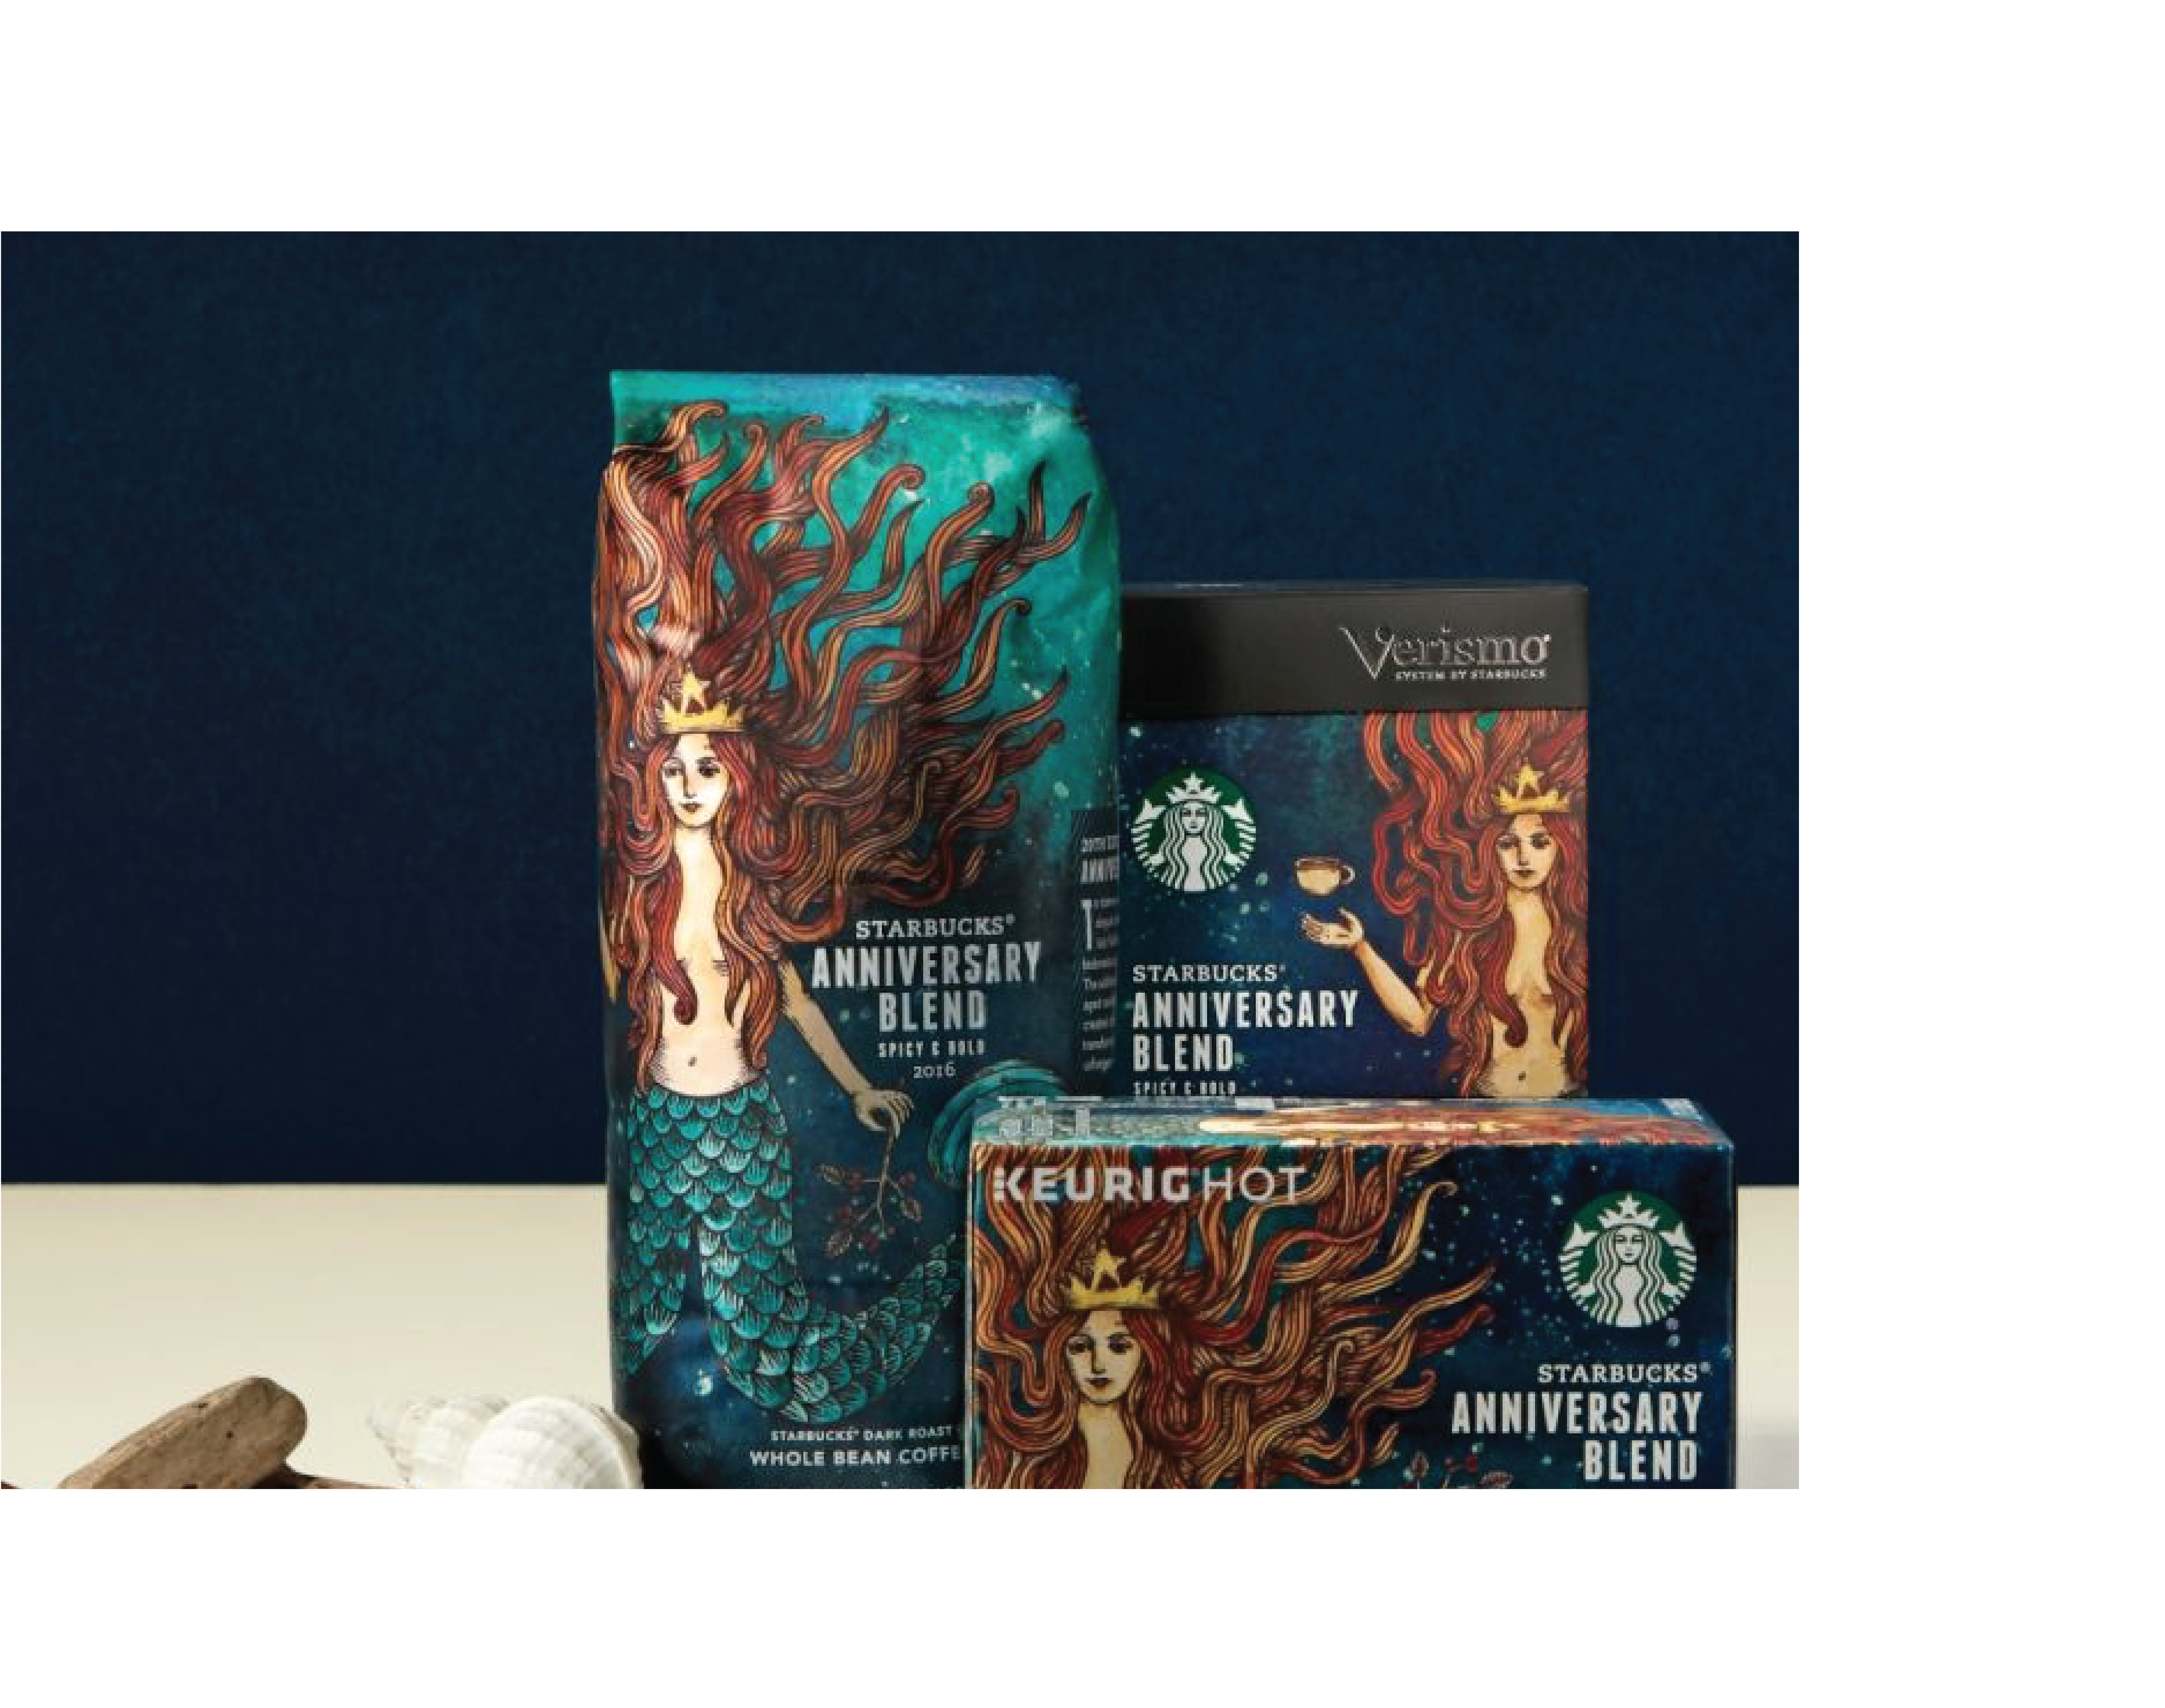 STARBUCKS®
ANNIVERSARY
BLEND
SPICY & BOLD
2016
STARBUCKS® DARK ROAST
WHOLE BEAN COFFE
Verismo
SYSTEM BY STARBUCKS
STARBUCKS®
ANNIVERSARY
BLEND
SPICY & BOLD
KEURIG HOT
STARBUCKS®
ANNIVERSARY
BLEND